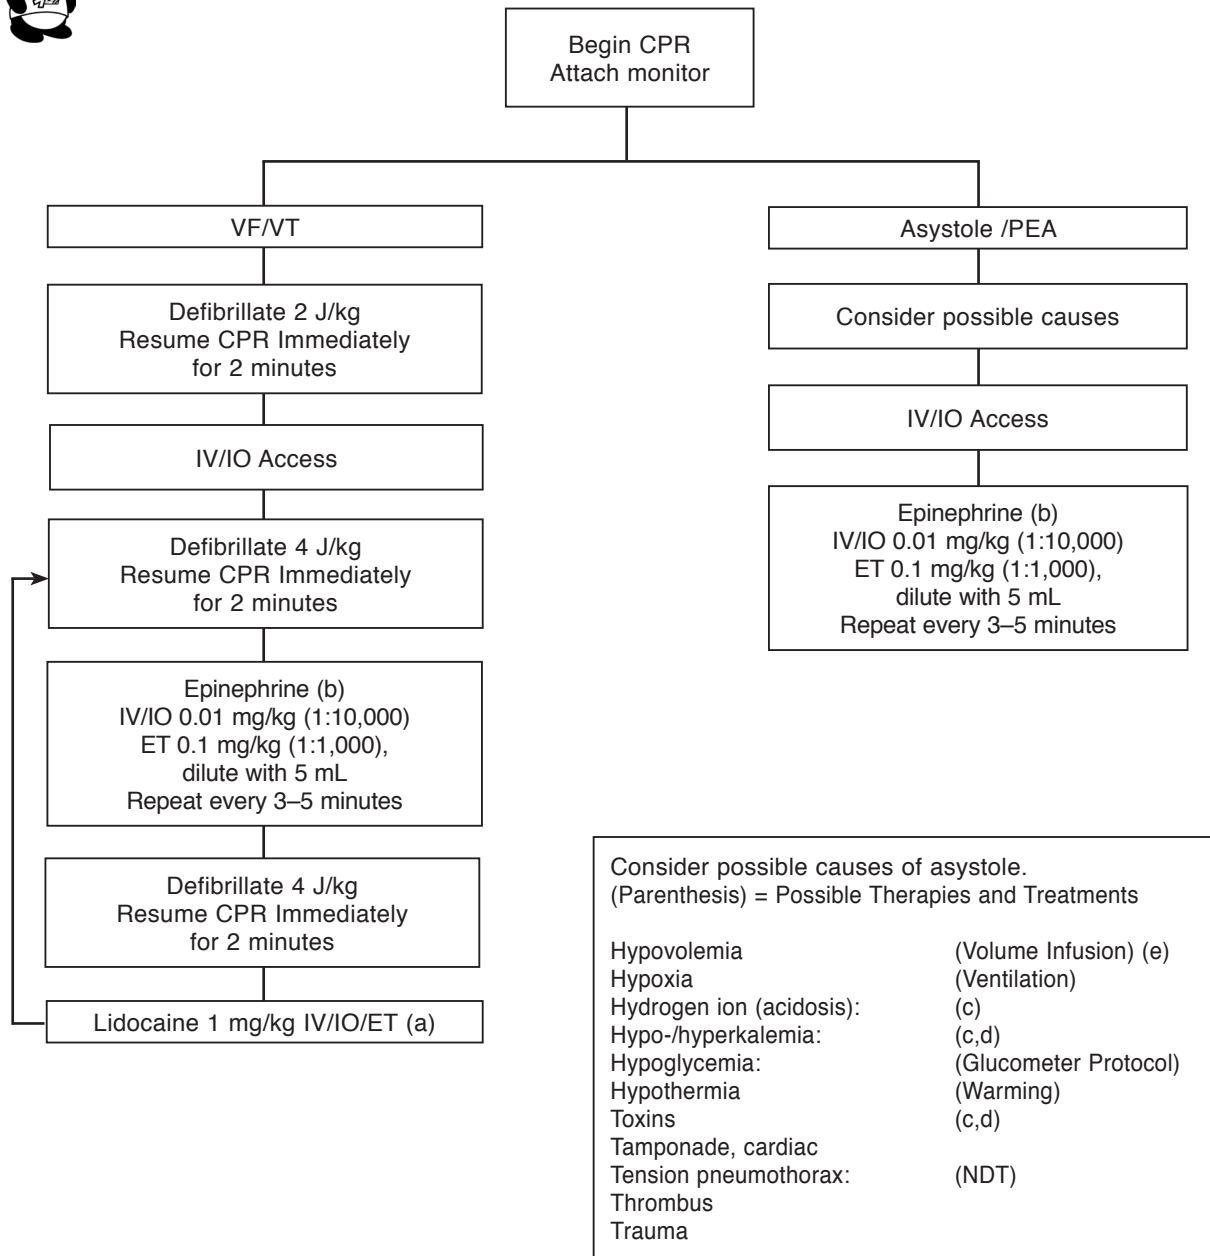 Begin CPR
Attach monitor
VF/VT
Defibrillate 2 J/kg
Resume CPR Immediately
for 2 minutes
IV/IO Access
Defibrillate 4 J/kg
Resume CPR Immediately
for 2 minutes
Epinephrine (b)
IV/IO 0.01 mg/kg (1:10,000)
ET 0.1 mg/kg (1:1,000),
dilute with 5 mL
Repeat every 3–5 minutes
Defibrillate 4 J/kg
Resume CPR Immediately
for 2 minutes
Lidocaine 1 mg/kg IV/IO/ET (a)
Asystole /PEA
Consider possible causes
IV/IO Access
Epinephrine (b)
IV/IO 0.01 mg/kg (1:10,000)
ET 0.1 mg/kg (1:1,000),
dilute with 5 mL
Repeat every 3–5 minutes
Consider possible causes of asystole.
(Parenthesis) = Possible Therapies and Treatments
Hypovolemia (Volume Infusion) (e)
Hypoxia (Ventilation)
Hydrogen ion (acidosis): (c)
Hypo-/hyperkalemia: (c,d)
Hypoglycemia: (Glucometer Protocol)
Hypothermia (Warming)
Toxins (c,d)
Tamponade, cardiac
Tension pneumothorax: (NDT)
Thrombus
Trauma